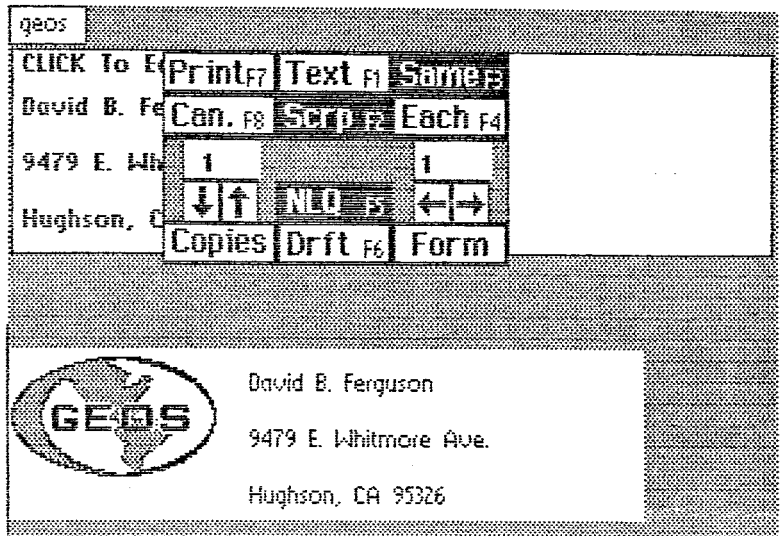 geos
CLICK To E
Print F7 Text F1 Same F3
David B. Fe
Can. F8 Scrp F2 Each F4
9479 E. Wh
1 1
NLQ F5
Hughson, C
Copies Drft F6 Form
GEOS
David B. Ferguson
9479 E. Whitmore Ave.
Hughson, CA 95326